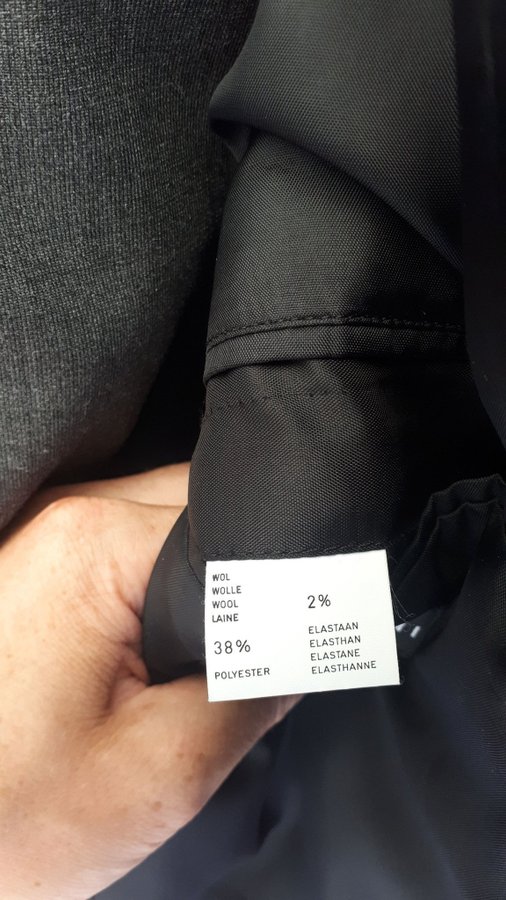 WOL
WOLLE
WOOL
LAINE
38%
POLYESTER
2%
ELASTAAN
ELASTHAN
ELASTANE
ELASTHANNE